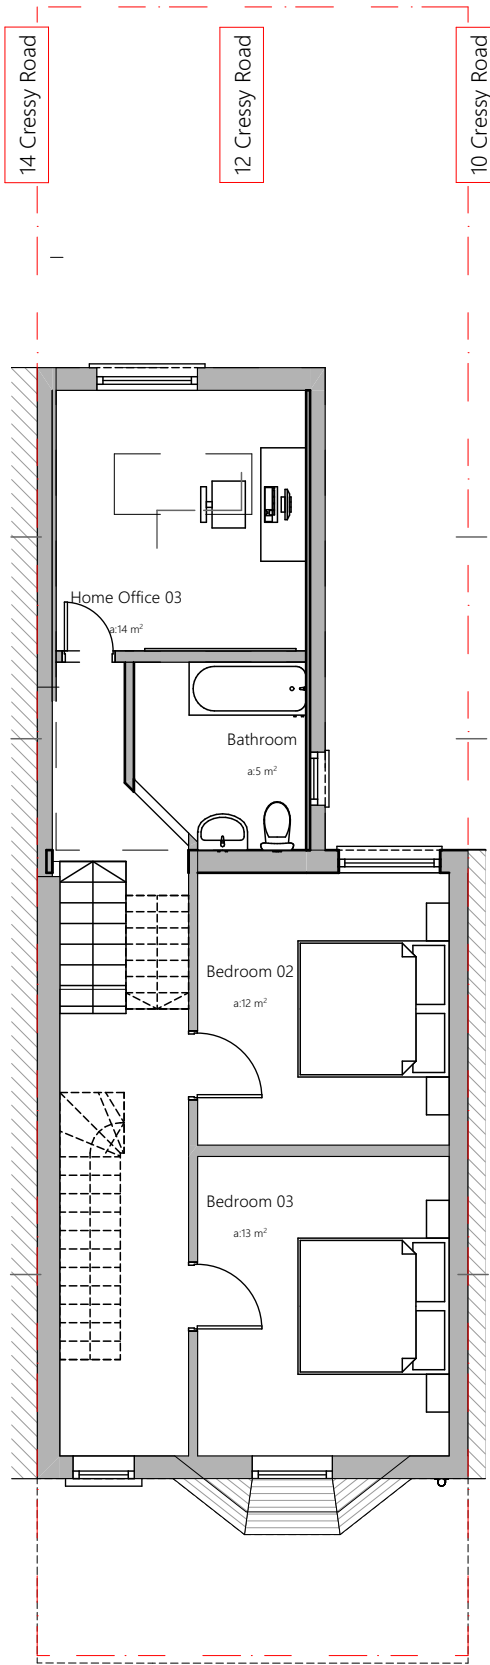 14 Cressy Road
12 Cressy Road
10 Cressy Road
Home Office 03
a:14 m²
Bathroom
a:5 m²
Bedroom 02
a:12 m²
Bedroom 03
a:13 m²